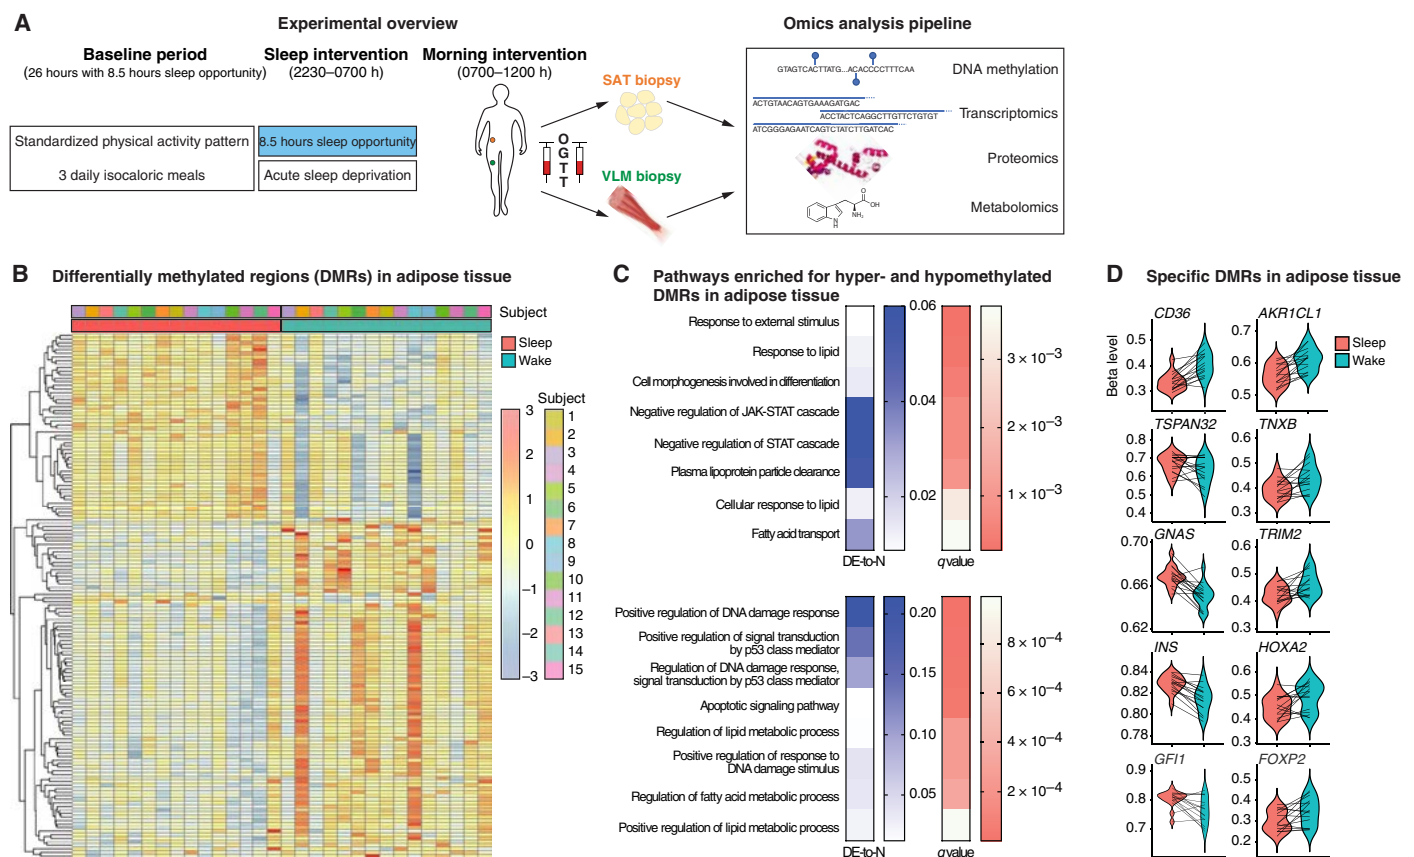 A
Experimental overview
Omics analysis pipeline
Baseline period
(26 hours with 8.5 hours sleep opportunity)
Sleep intervention
(2230–0700 h)
Morning intervention
(0700–1200 h)
Standardized physical activity pattern
3 daily isocaloric meals
8.5 hours sleep opportunity
Acute sleep deprivation
O
G
T
T
SAT biopsy
VLM biopsy
GTAGTCACTTATG...ACACCCCTTTCAA
DNA methylation
ACTGTAACAGTGAAAGATGAC
ACCTACTCAGGCTTGTTCTGTGT
ATCGGGAGAATCAGTCTATCTTGATCAC
Transcriptomics
Proteomics
Metabolomics
O
OH
NH2
N
H
B
Differentially methylated regions (DMRs) in adipose tissue
Subject
Sleep
Wake
3
2
1
0
−1
−2
−3
Subject
1
2
3
4
5
6
7
8
9
10
11
12
13
14
15
C
Pathways enriched for hyper- and hypomethylated
DMRs in adipose tissue
Response to external stimulus
Response to lipid
Cell morphogenesis involved in differentiation
Negative regulation of JAK-STAT cascade
Negative regulation of STAT cascade
Plasma lipoprotein particle clearance
Cellular response to lipid
Fatty acid transport
0.06
0.04
0.02
3 × 10−3
2 × 10−3
1 × 10−3
DE-to-N
q value
Positive regulation of DNA damage response
Positive regulation of signal transduction
by p53 class mediator
Regulation of DNA damage response,
signal transduction by p53 class mediator
Apoptotic signaling pathway
Regulation of lipid metabolic process
Positive regulation of response to
DNA damage stimulus
Regulation of fatty acid metabolic process
Positive regulation of lipid metabolic process
0.20
0.15
0.10
0.05
8 × 10−4
6 × 10−4
4 × 10−4
2 × 10−4
DE-to-N
q value
D
Specific DMRs in adipose tissue
Beta level
CD36
0.5
0.4
0.3
AKR1CL1
0.7
0.6
0.5
Sleep
Wake
TSPAN32
0.8
0.7
0.6
0.5
0.4
TNXB
0.6
0.5
0.4
0.3
GNAS
0.70
0.66
0.62
TRIM2
0.6
0.5
0.4
0.3
INS
0.84
0.82
0.80
0.78
HOXA2
0.6
0.5
0.4
0.3
GFI1
0.9
0.8
0.7
FOXP2
0.5
0.4
0.3
0.2